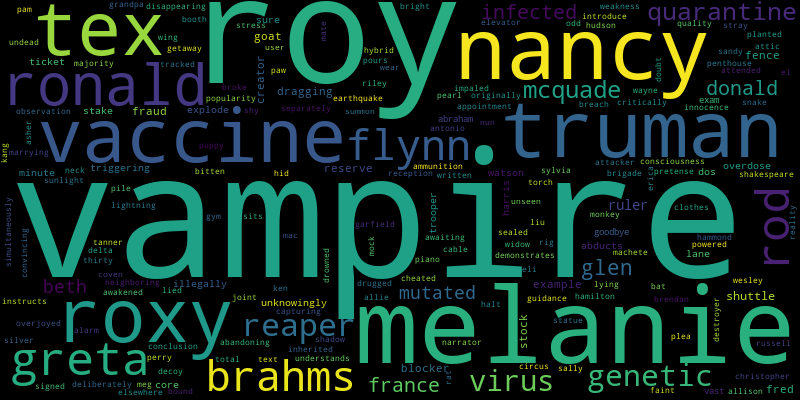 pam grandpa disappearing bright weakness
tex booth roy infected introduce quarantine
undead wing stress sure mate elevator odd hudson quality stray
getaway goat user hybrid nancy planted attic
ticket majority tracked pours sandy fence
ronald creator paw wear riley doubt penthouse attended el
popularity dragging broke impaled mcquade wayne donald
observation stake fraud explode shy separately earthquake pearl originally breach critically exam snake
asher summon appointment innocence
kang vaccine puppy flynn abraham nun truman
marrying antonio attacker consciousness
minute neck triggering hid reserve ammunition watson sylvia brigade pretense dos overdose
sunlight bitten reception written torch erica shakespeare
simultaneously convincing pile vampire harris unseen ruler clothes rod reality
lightning gym sits garfield trooper liu monkey
tanner mac mock awaiting sealed goodbye hammond
delta drowned cable widow rig machete powered lane
thirty coven piano demonstrates abducts glen
beth neighboring illegally ken drugged cheated eli example lying bat wesley
awakened lied joint allie mutated guidance hamilton brendan shuttle
instructs roxy unknowingly halt melanie
overjoyed alarm capturing reaper statue destroyer
silver conclusion abandoning shadow narrator stock plea russell
greta perry total text inherited understands
decoy brahms blocker rat circus sally genetic christopher
signed deliberately meg core france virus faint allison fred
elsewhere bound vast